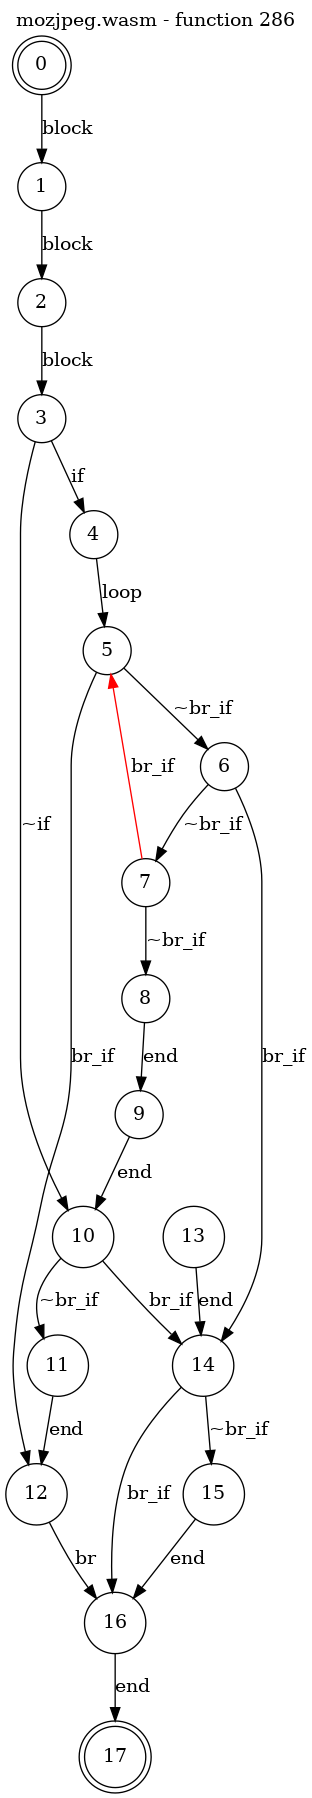 mozjpeg.wasm - function 286
0
block
1
block
2
block
3
if
4
loop
5
~br_if
6
br_if
~if
~br_if
7
~br_if
8
br_if
br_if
end
9
end
10
13
~br_if
br_if
end
11
14
end
br_if
~br_if
12
15
br
end
16
end
17